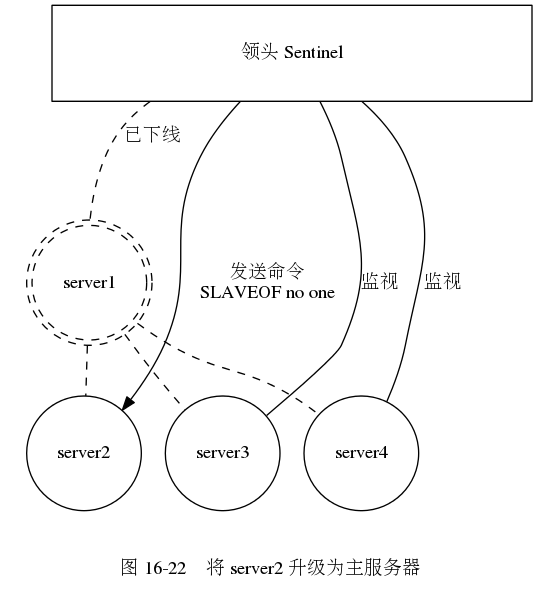 领头 Sentinel
已下线
server1
发送命令
SLAVEOF no one
监视
监视
server2
server3
server4
图 16-22 将 server2 升级为主服务器